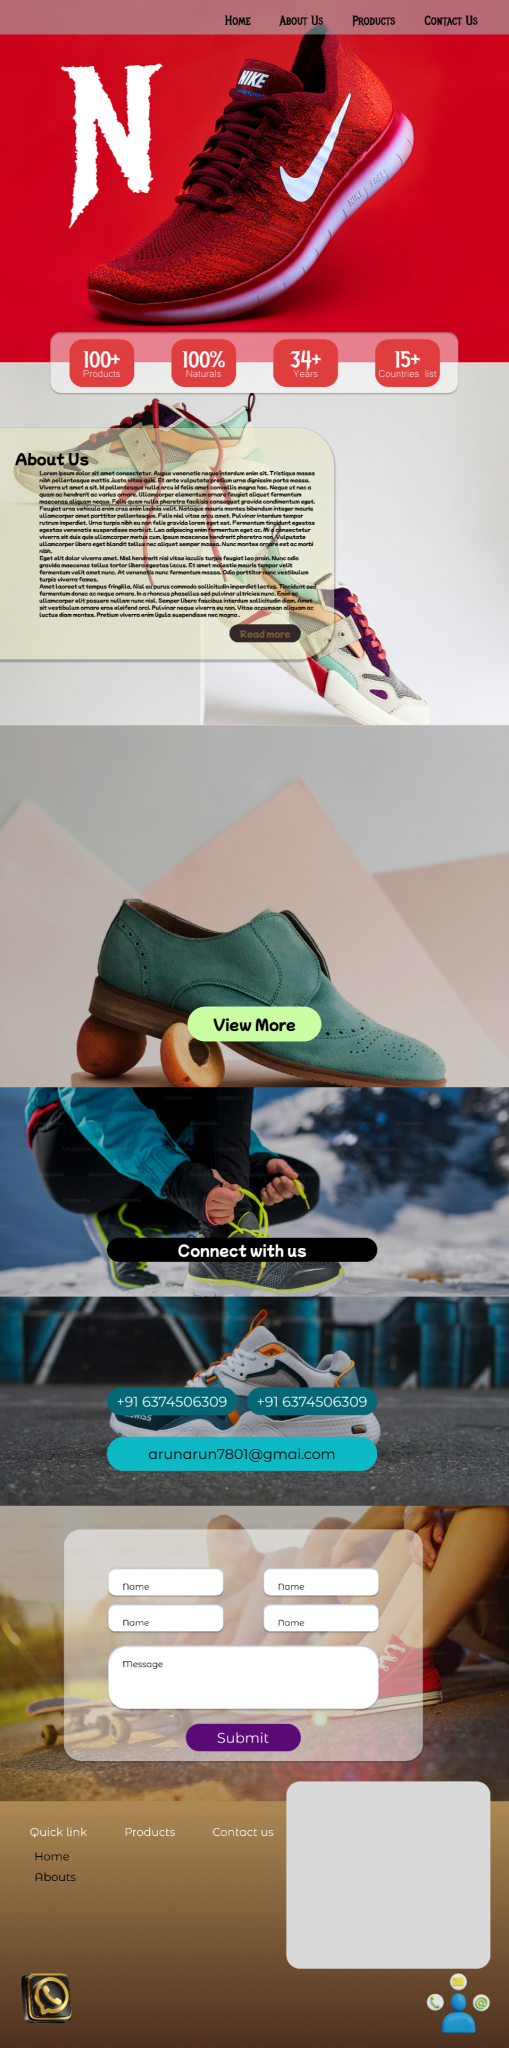 Home About Us Products Contact Us
NIKE
N
NIKE FREE
100+ 100% 34+ 15+
Products Naturals Years Countries list
About Us
Lorem ipsum dolor sit amet consectetur. Augue venenatis neque interdum enim sit. Tristique massa
nibh pellentesque mattis justo vitae quis. Et ante vulputate pretium urna dignissim porta massa.
Viverra ut amet a sit. Id pellentesque nulla arcu id felis amet convallis magna hac. Neque ut nec a
quam ac hendrerit ac varius ornare. Ullamcorper elementum ornare feugiat aliquet fermentum
maecenas aliquam neque. Felis quam nulla pharetra facilisis consequat gravida condimentum eget.
Feugiat urna vehicula enim cras enim lacinia velit. Natoque mauris montes bibendum integer mauris
ullamcorper amet porttitor pellentesque. Felis nisl vitae arcu amet. Pulvinar interdum tempor
rutrum imperdiet. Urna turpis nibh eu non felis gravida lorem eget est. Fermentum tincidunt egestas
egestas venenatis suspendisse morbi ut. Leo adipiscing enim fermentum eget ac. Mi a consectetur
viverra sit duis quis ullamcorper metus cum. Ipsum maecenas hendrerit pharetra non. Vulputate
ullamcorper libero eget blandit tellus nec aliquet semper massa. Nunc montes ornare est ac morbi
nibh.
Eget elit dolor viverra amet. Nisl hendrerit nisi vitae iaculis turpis feugiat leo proin. Nunc odio
gravida maecenas tellus tortor libero egestas lacus. Et amet molestie mauris tempor velit
fermentum velit amet nunc. At venenatis nunc fermentum massa. Odio porttitor nunc vestibulum
turpis viverra fames.
Amet laoreet ut tempus fringilla. Nisl eu purus commodo sollicitudin imperdiet lectus. Tincidunt sed
fermentum donec ac neque ornare. In a rhoncus phasellus sed pulvinar ultricies nunc. Enim ac
ullamcorper elit posuere nullam nunc nisl. Semper libero faucibus interdum sollicitudin diam. Amet
sit vestibulum ornare eros eleifend orci. Pulvinar neque viverra eu non. Vitae accumsan aliquam ac
luctus diam montes. Pretium viverra enim ligula suspendisse nec magna.
Read more
View More
Connect with us
+91 6374506309 +91 6374506309
arunarun7801@gmai.com
Name Name
Name Name
Message
Submit
Quick link Products Contact us
Home
Abouts